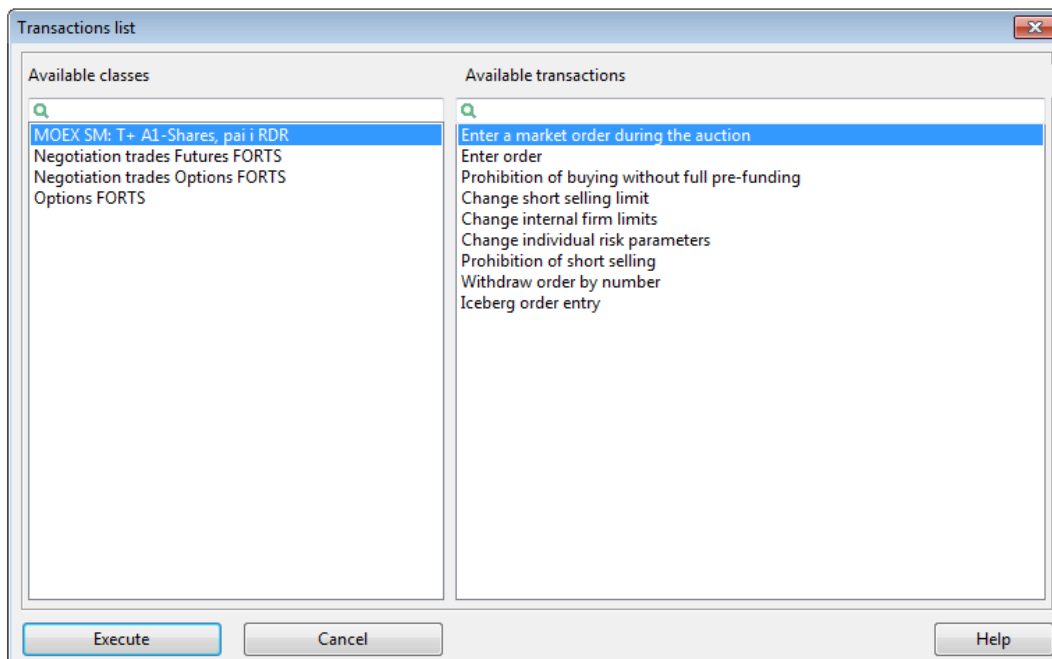 Transactions list
Available classes
Available transactions
MOEX SM: T+ A1-Shares, pai i RDR
Negotiation trades Futures FORTS
Negotiation trades Options FORTS
Options FORTS
Enter a market order during the auction
Enter order
Prohibition of buying without full pre-funding
Change short selling limit
Change internal firm limits
Change individual risk parameters
Prohibition of short selling
Withdraw order by number
Iceberg order entry
Execute
Cancel
Help